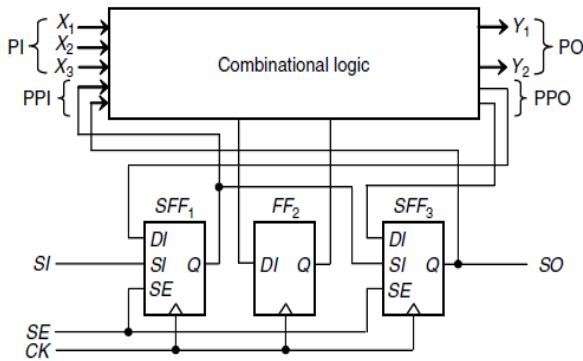 PI
X1
X2
X3
PPI
Combinational logic
Y1
Y2
PO
PPO
SFF1
FF2
SFF3
DI
SI
SI Q
SE
DI Q
DI
SI Q
SE
SO
SE
CK